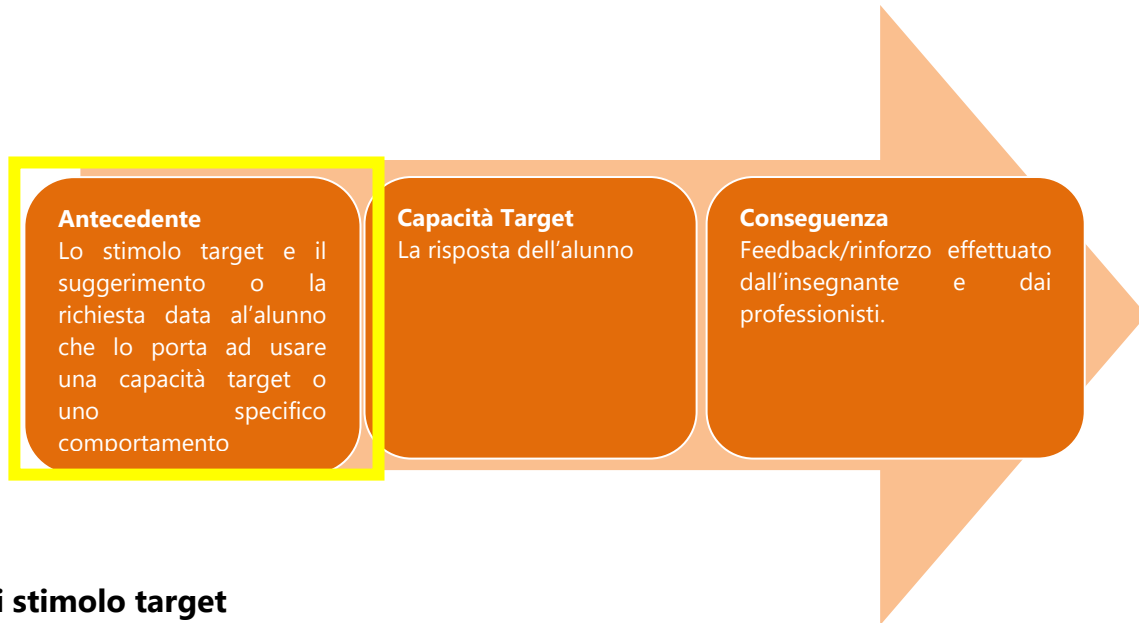 Antecedente
Lo stimolo target e il
suggerimento o la
richiesta data al'alunno
che lo porta ad usare
una capacità target o
uno specifico
comportamento
Capacità Target
La risposta dell'alunno
Conseguenza
Feedback/rinforzo effettuato
dall'insegnante e dai
professionisti.
i stimolo target